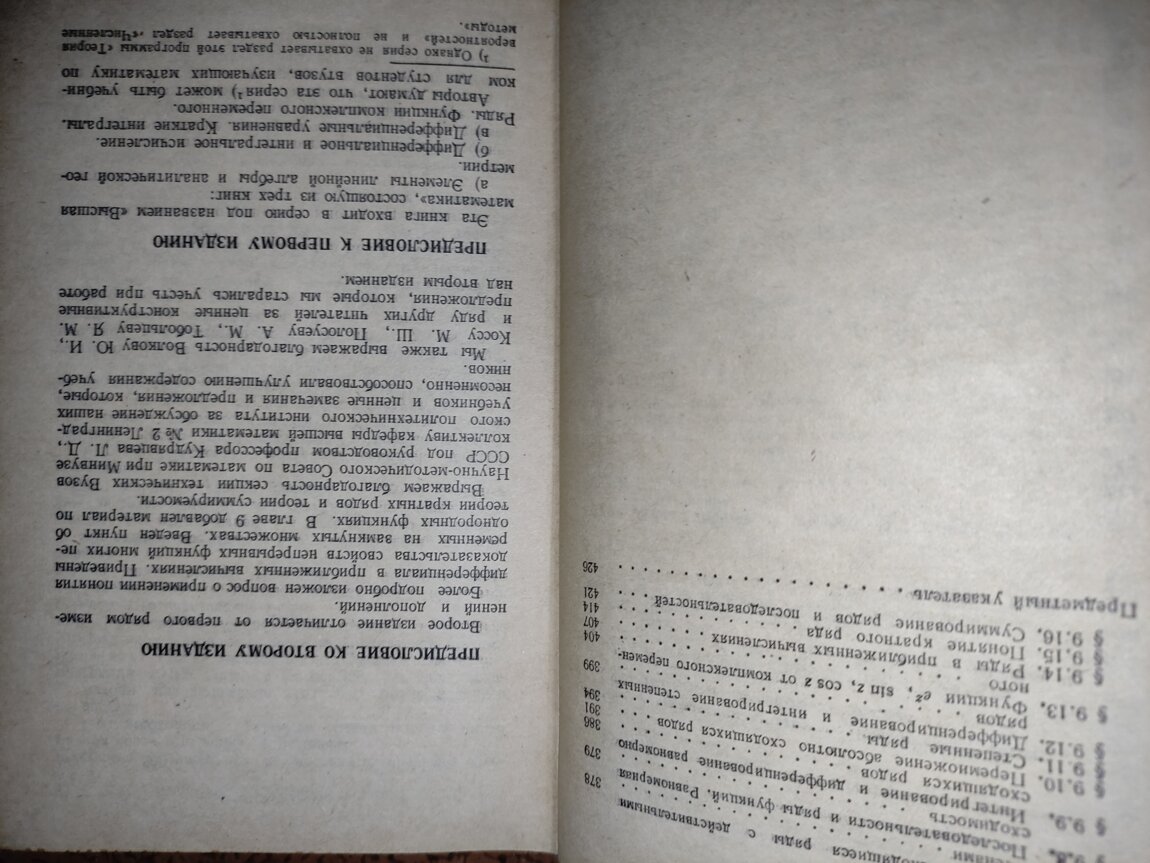 ряды с действительными
378
Последовательности и ряды функций. Равномерная
сходимость . . . 379
§ 9.9. Интегрирование и дифференцирование равномерно
сходящихся рядов . . . 386
§ 9.10. Перемножение абсолютно сходящихся рядов . . . 391
§ 9.11. Степенные ряды . . . 394
§ 9.12. Дифференцирование и интегрирование степенных
рядов . . . 399
§ 9.13. Функции e^z, sin z, cos z от комплексного перемен-
ного . . . 404
§ 9.14. Ряды в приближенных вычислениях . . . 407
§ 9.15. Понятие кратного ряда . . . 414
§ 9.16. Суммирование рядов и последовательностей . . . 421
Предметный указатель . . . 426
ПРЕДИСЛОВИЕ КО ВТОРОМУ ИЗДАНИЮ
Второе издание отличается от первого рядом изме-
нений и дополнений.
Более подробно изложен вопрос о применении понятия
дифференциала в приближенных вычислениях. Приведены
доказательства свойств непрерывных функций многих пе-
ременных на замкнутых множествах. Введен пункт об
однородных функциях. В главе 9 добавлен материал по
теории кратных рядов и теории суммируемости.
Выражаем благодарность секции технических Вузов
Научно-методического Совета по математике при Минвузе
СССР под руководством профессора Кудрявцева Л. Д.,
коллективу кафедры высшей математики № 2 Ленинград-
ского политехнического института за обсуждение наших
учебников и ценные замечания и предложения, которые,
несомненно, способствовали улучшению содержания учеб-
ников.
Мы также выражаем благодарность Волкову Ю. И.,
Коссу М. Ш., Полосуеву А. М., Тобольцеву Я. М.
и ряду других читателей за ценные конструктивные
предложения, которые мы старались учесть при работе
над вторым изданием.
ПРЕДИСЛОВИЕ К ПЕРВОМУ ИЗДАНИЮ
Эта книга входит в серию под названием «Высшая
математика», состоящую из трех книг:
а) Элементы линейной алгебры и аналитической гео-
метрии.
б) Дифференциальное и интегральное исчисление.
в) Дифференциальные уравнения. Кратные интегралы.
Ряды. Функции комплексного переменного.
Авторы думают, что эта серия ¹) может быть учебни-
ком для студентов втузов, изучающих математику по
¹) Однако серия не охватывает раздел этой программы «Теория
вероятностей» и не полностью охватывает раздел «Численные
методы».